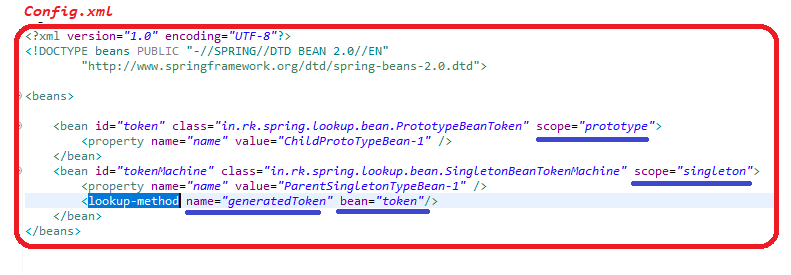 Config.xml
<?xml version="1.0" encoding="UTF-8"?>
<!DOCTYPE beans PUBLIC "-//SPRING//DTD BEAN 2.0//EN"
"http://www.springframework.org/dtd/spring-beans-2.0.dtd">
<beans>
<bean id="token" class="in.rk.spring.lookup.bean.PrototypeBeanToken" scope="prototype">
<property name="name" value="ChildProtoTypeBean-1" />
</bean>
<bean id="tokenMachine" class="in.rk.spring.lookup.bean.SingletonBeanTokenMachine" scope="singleton">
<property name="name" value="ParentSingletonTypeBean-1" />
<lookup-method name="generatedToken" bean="token"/>
</bean>
</beans>